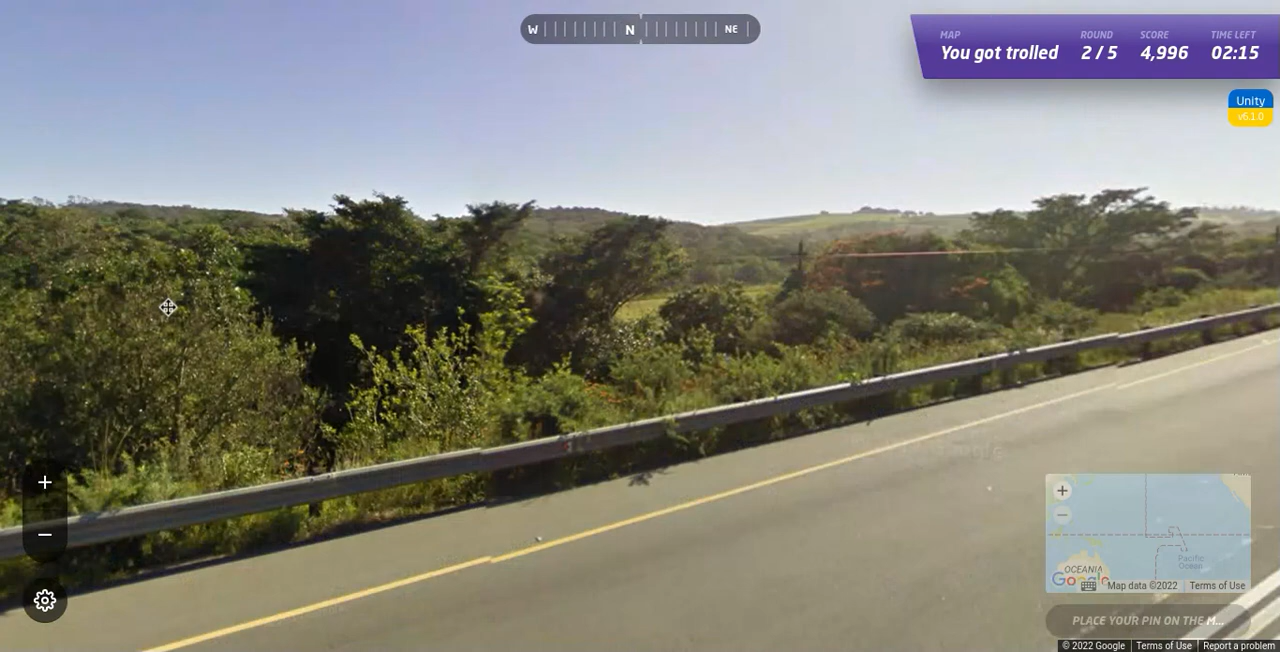 W
N
NE
MAP
ROUND
SCORE
TIME LEFT
You got trolled
2 / 5
4,996
02:15
Unity
v6.1.0
+
−
+
−
OCEANIA
Pacific
Ocean
Google
Map data ©2022
Terms of Use
PLACE YOUR PIN ON THE M...
© 2022 Google
Terms of Use
Report a problem